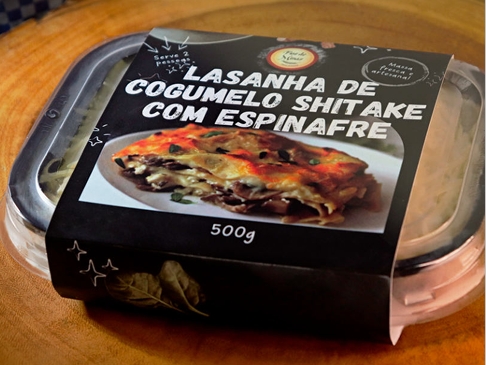 Serve 2
pessoas
Massa
fresca e
artesanal
LASANHA DE
COGUMELO SHITAKE
COM ESPINAFRE
500g